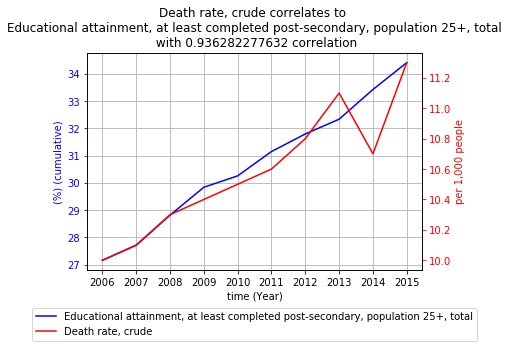 Death rate, crude correlates to
Educational attainment, at least completed post-secondary, population 25+, total
with 0.936282277632 correlation
34
33
32
31
30
29
28
27
(%) (cumulative)
11.2
11.0
10.8
10.6
10.4
10.2
10.0
per 1,000 people
2006 2007 2008 2009 2010 2011 2012 2013 2014 2015
time (Year)
Educational attainment, at least completed post-secondary, population 25+, total
Death rate, crude